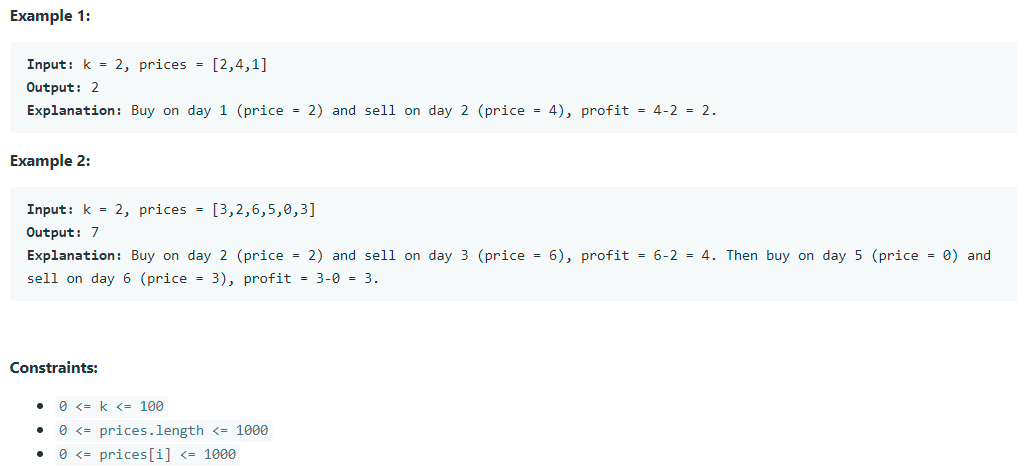 Example 1:
Input: k = 2, prices = [2,4,1]
Output: 2
Explanation: Buy on day 1 (price = 2) and sell on day 2 (price = 4), profit = 4-2 = 2.
Example 2:
Input: k = 2, prices = [3,2,6,5,0,3]
Output: 7
Explanation: Buy on day 2 (price = 2) and sell on day 3 (price = 6), profit = 6-2 = 4. Then buy on day 5 (price = 0) and
sell on day 6 (price = 3), profit = 3-0 = 3.
Constraints:
• 0 <= k <= 100
• 0 <= prices.length <= 1000
• 0 <= prices[i] <= 1000